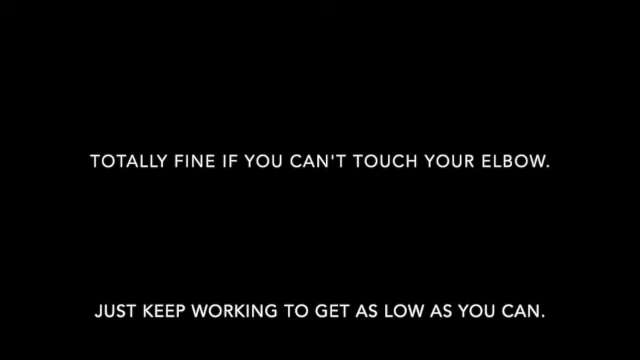 TOTALLY FINE IF YOU CAN'T TOUCH YOUR ELBOW.
JUST KEEP WORKING TO GET AS LOW AS YOU CAN.